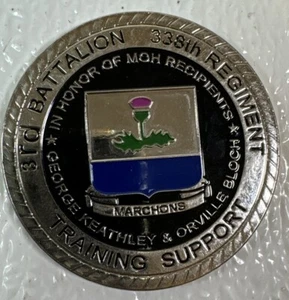 3rd BATTALION 338th REGIMENT
TRAINING SUPPORT
IN HONOR OF MOH RECIPIENTS
GEORGE KEATHLEY & ORVILLE BLOCH
MARCHONS